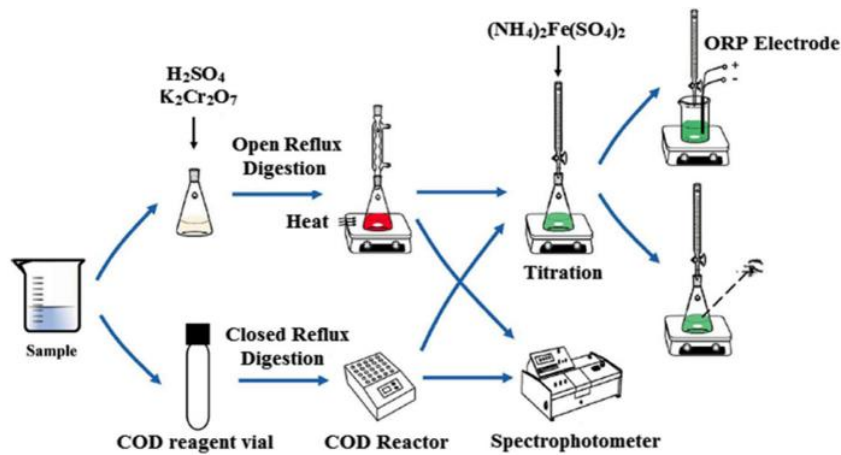 (NH4)2Fe(SO4)2
ORP Electrode
+
-
H2SO4
K2Cr2O7
Open Reflux
Digestion
Heat
Titration
Sample
Closed Reflux
Digestion
COD reagent vial
COD Reactor
Spectrophotometer